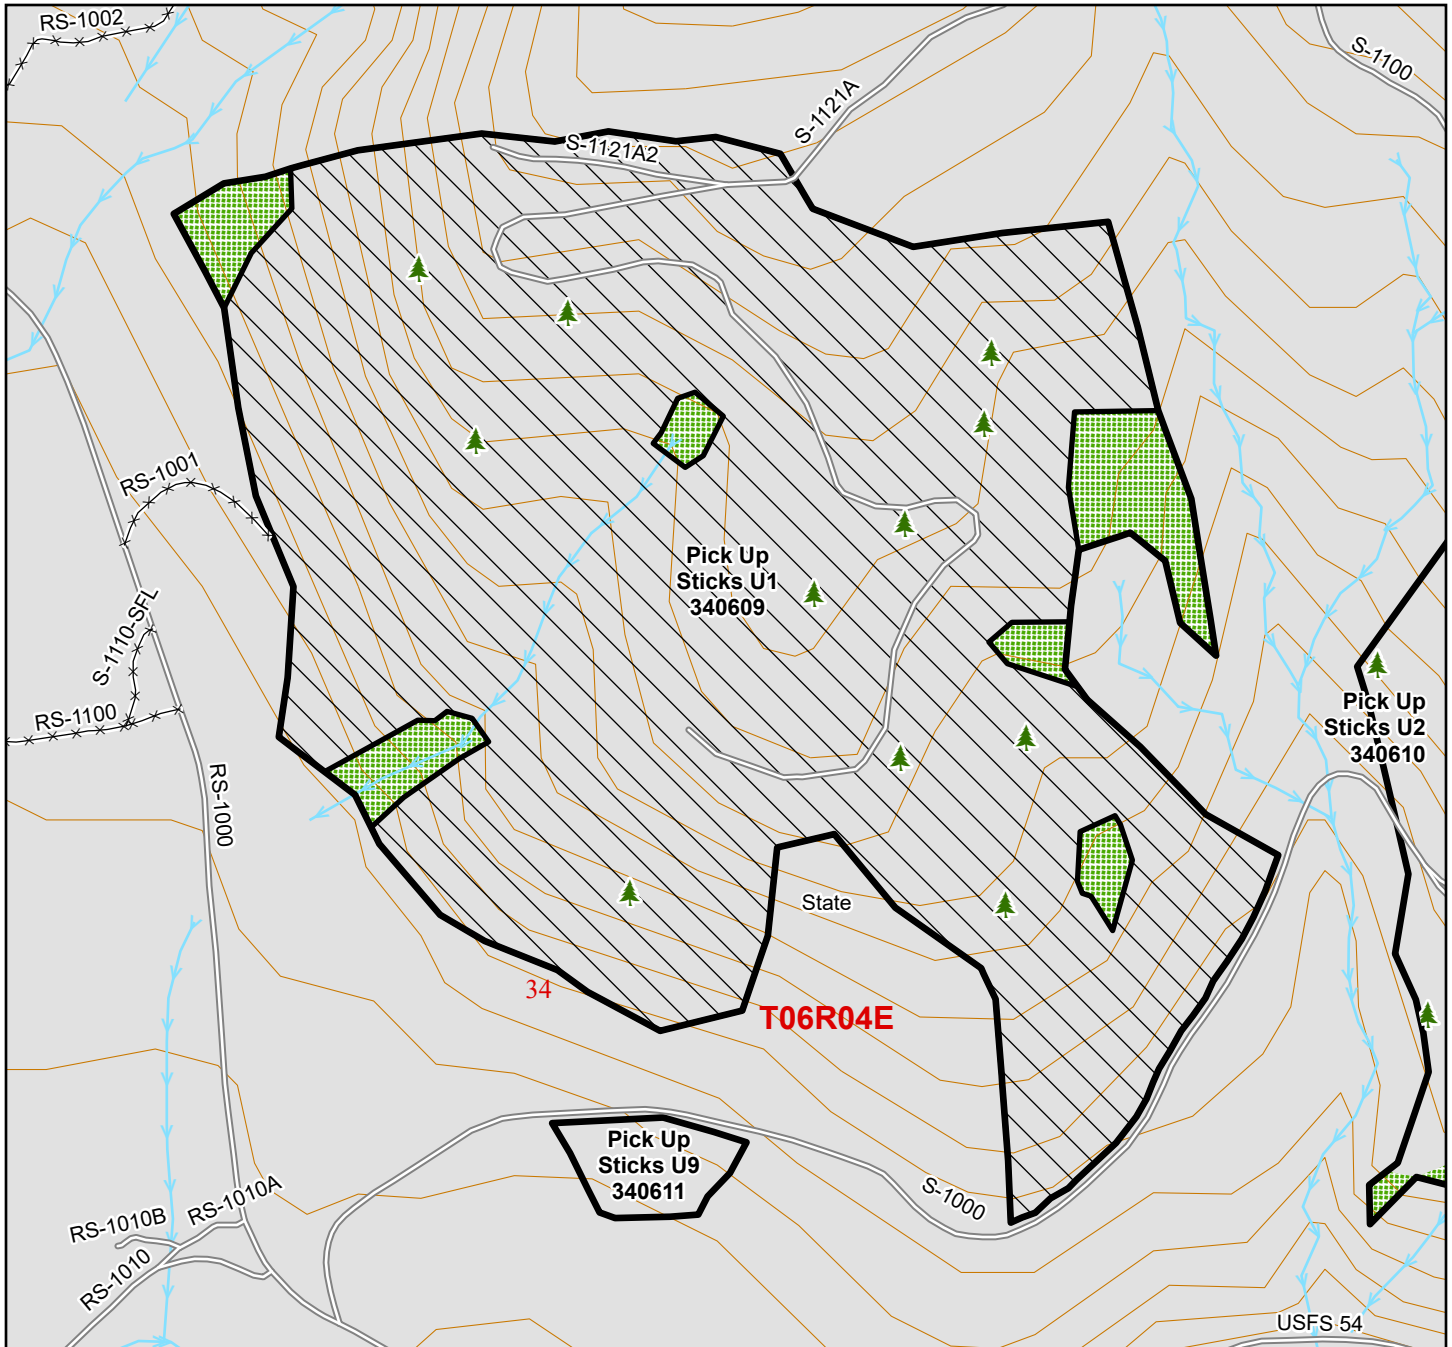 RS-1002
S-1100
S-1121A
S-1121A2
RS-1001
Pick Up
Sticks U1
340609
S-1110-SFL
RS-1100
Pick Up
Sticks U2
340610
RS-1000
State
34
T06R04E
Pick Up
Sticks U9
340611
S-1000
RS-1010A
RS-1010B
RS-1010
USFS 54